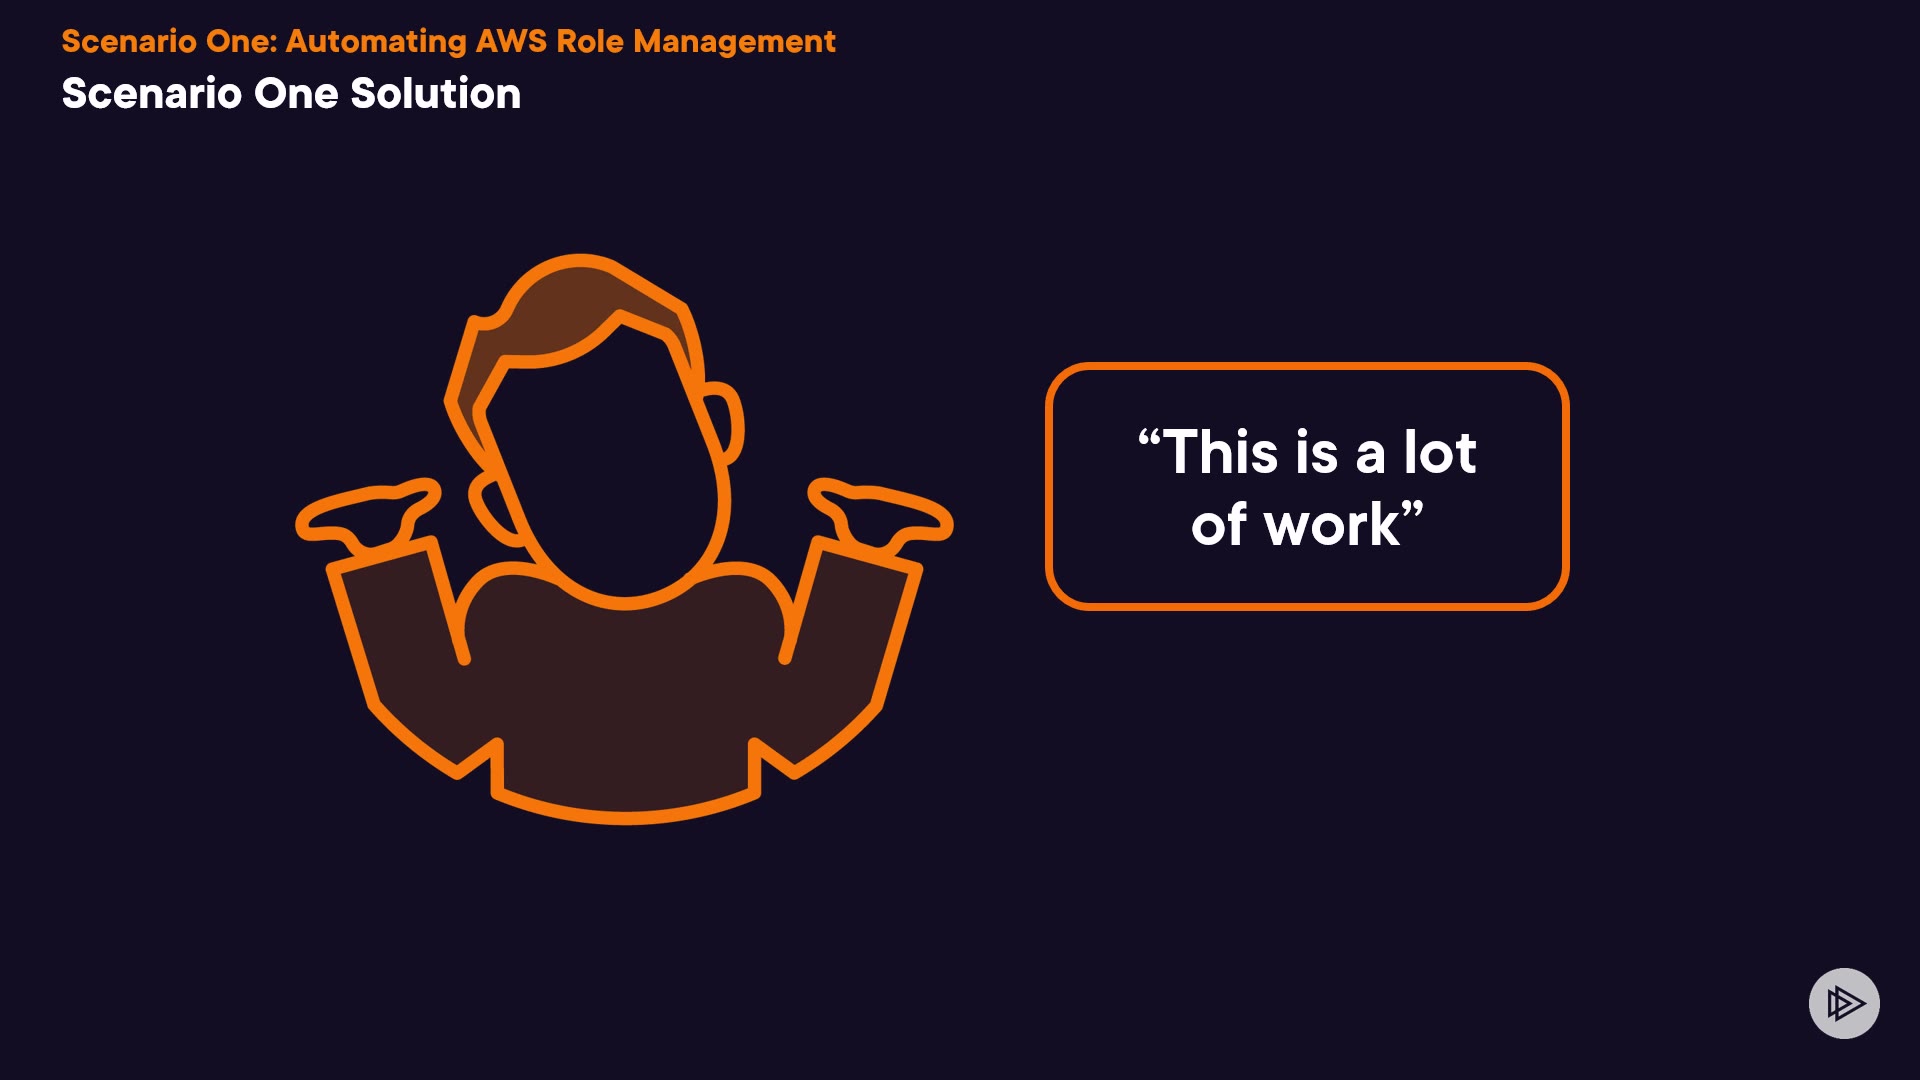 Scenario One: Automating AWS Role Management
Scenario One Solution
“This is a lot
of work”